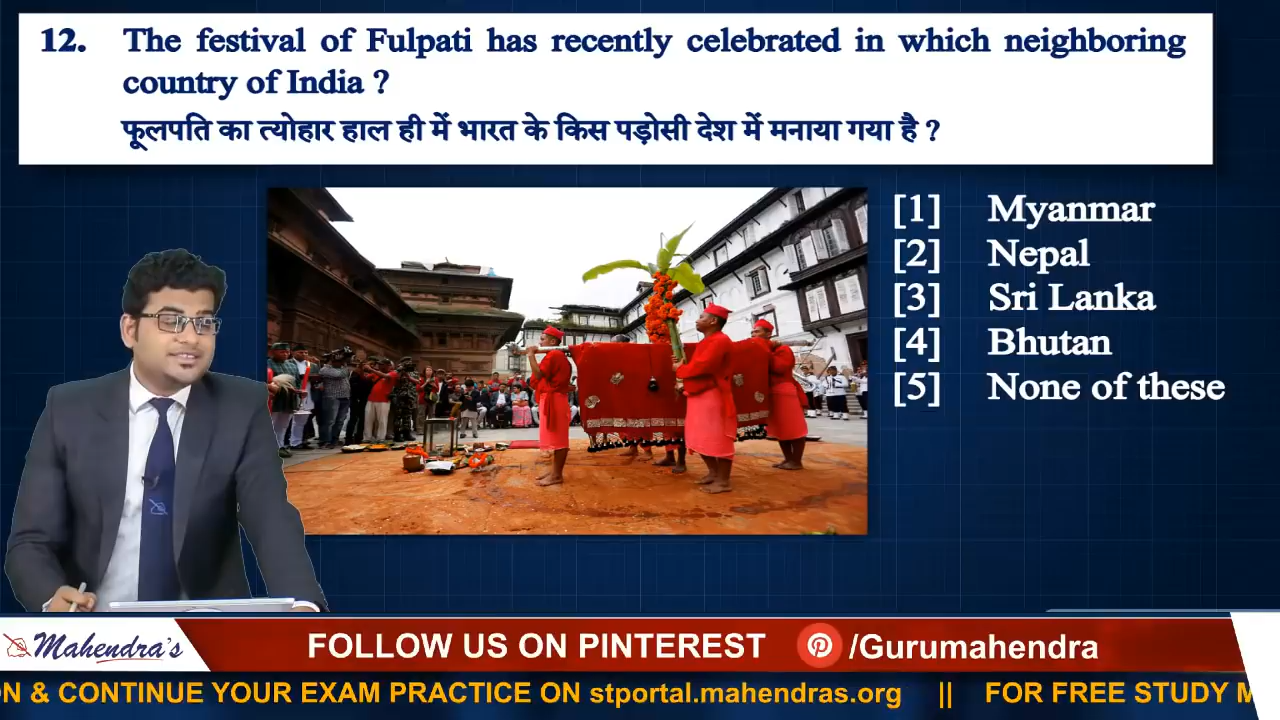 12. The festival of Fulpati has recently celebrated in which neighboring
country of India ?
फूलपति का त्योहार हाल ही में भारत के किस पड़ोसी देश में मनाया गया है ?
[1] Myanmar
[2] Nepal
[3] Sri Lanka
[4] Bhutan
[5] None of these
Mahendra's
FOLLOW US ON PINTEREST /Gurumahendra
N & CONTINUE YOUR EXAM PRACTICE ON stportal.mahendras.org || FOR FREE STUDY M